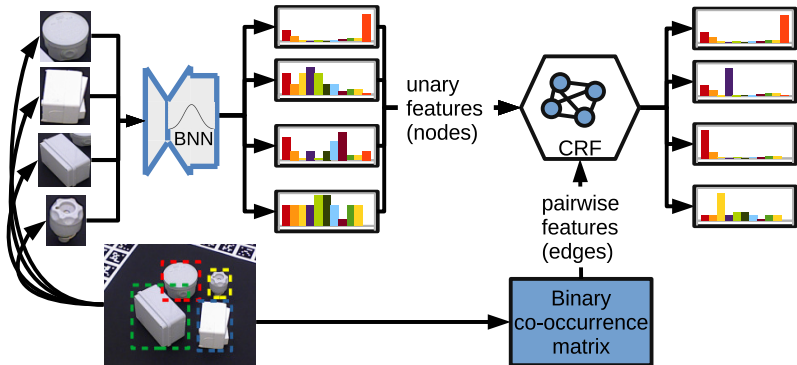 BNN
unary
features
(nodes)
CRF
pairwise
features
(edges)
Binary
co-occurrence
matrix